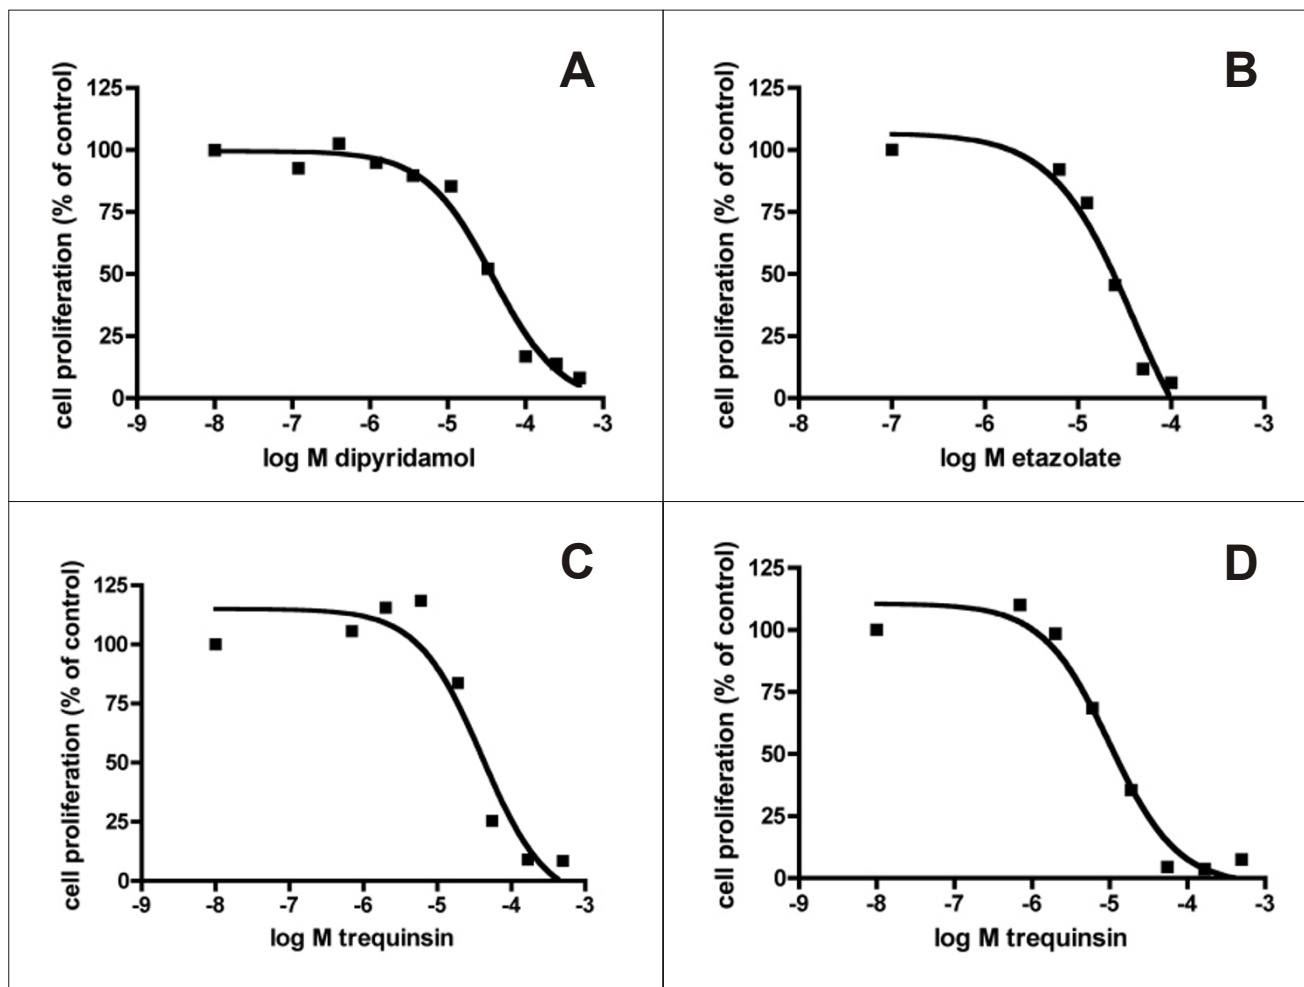 A
cell proliferation (% of control)
125
100
75
50
25
0
-9 -8 -7 -6 -5 -4 -3
log M dipyridamol
B
cell proliferation (% of control)
125
100
75
50
25
0
-8 -7 -6 -5 -4 -3
log M etazolate
C
cell proliferation (% of control)
125
100
75
50
25
0
-9 -8 -7 -6 -5 -4 -3
log M trequinsin
D
cell proliferation (% of control)
125
100
75
50
25
0
-9 -8 -7 -6 -5 -4 -3
log M trequinsin